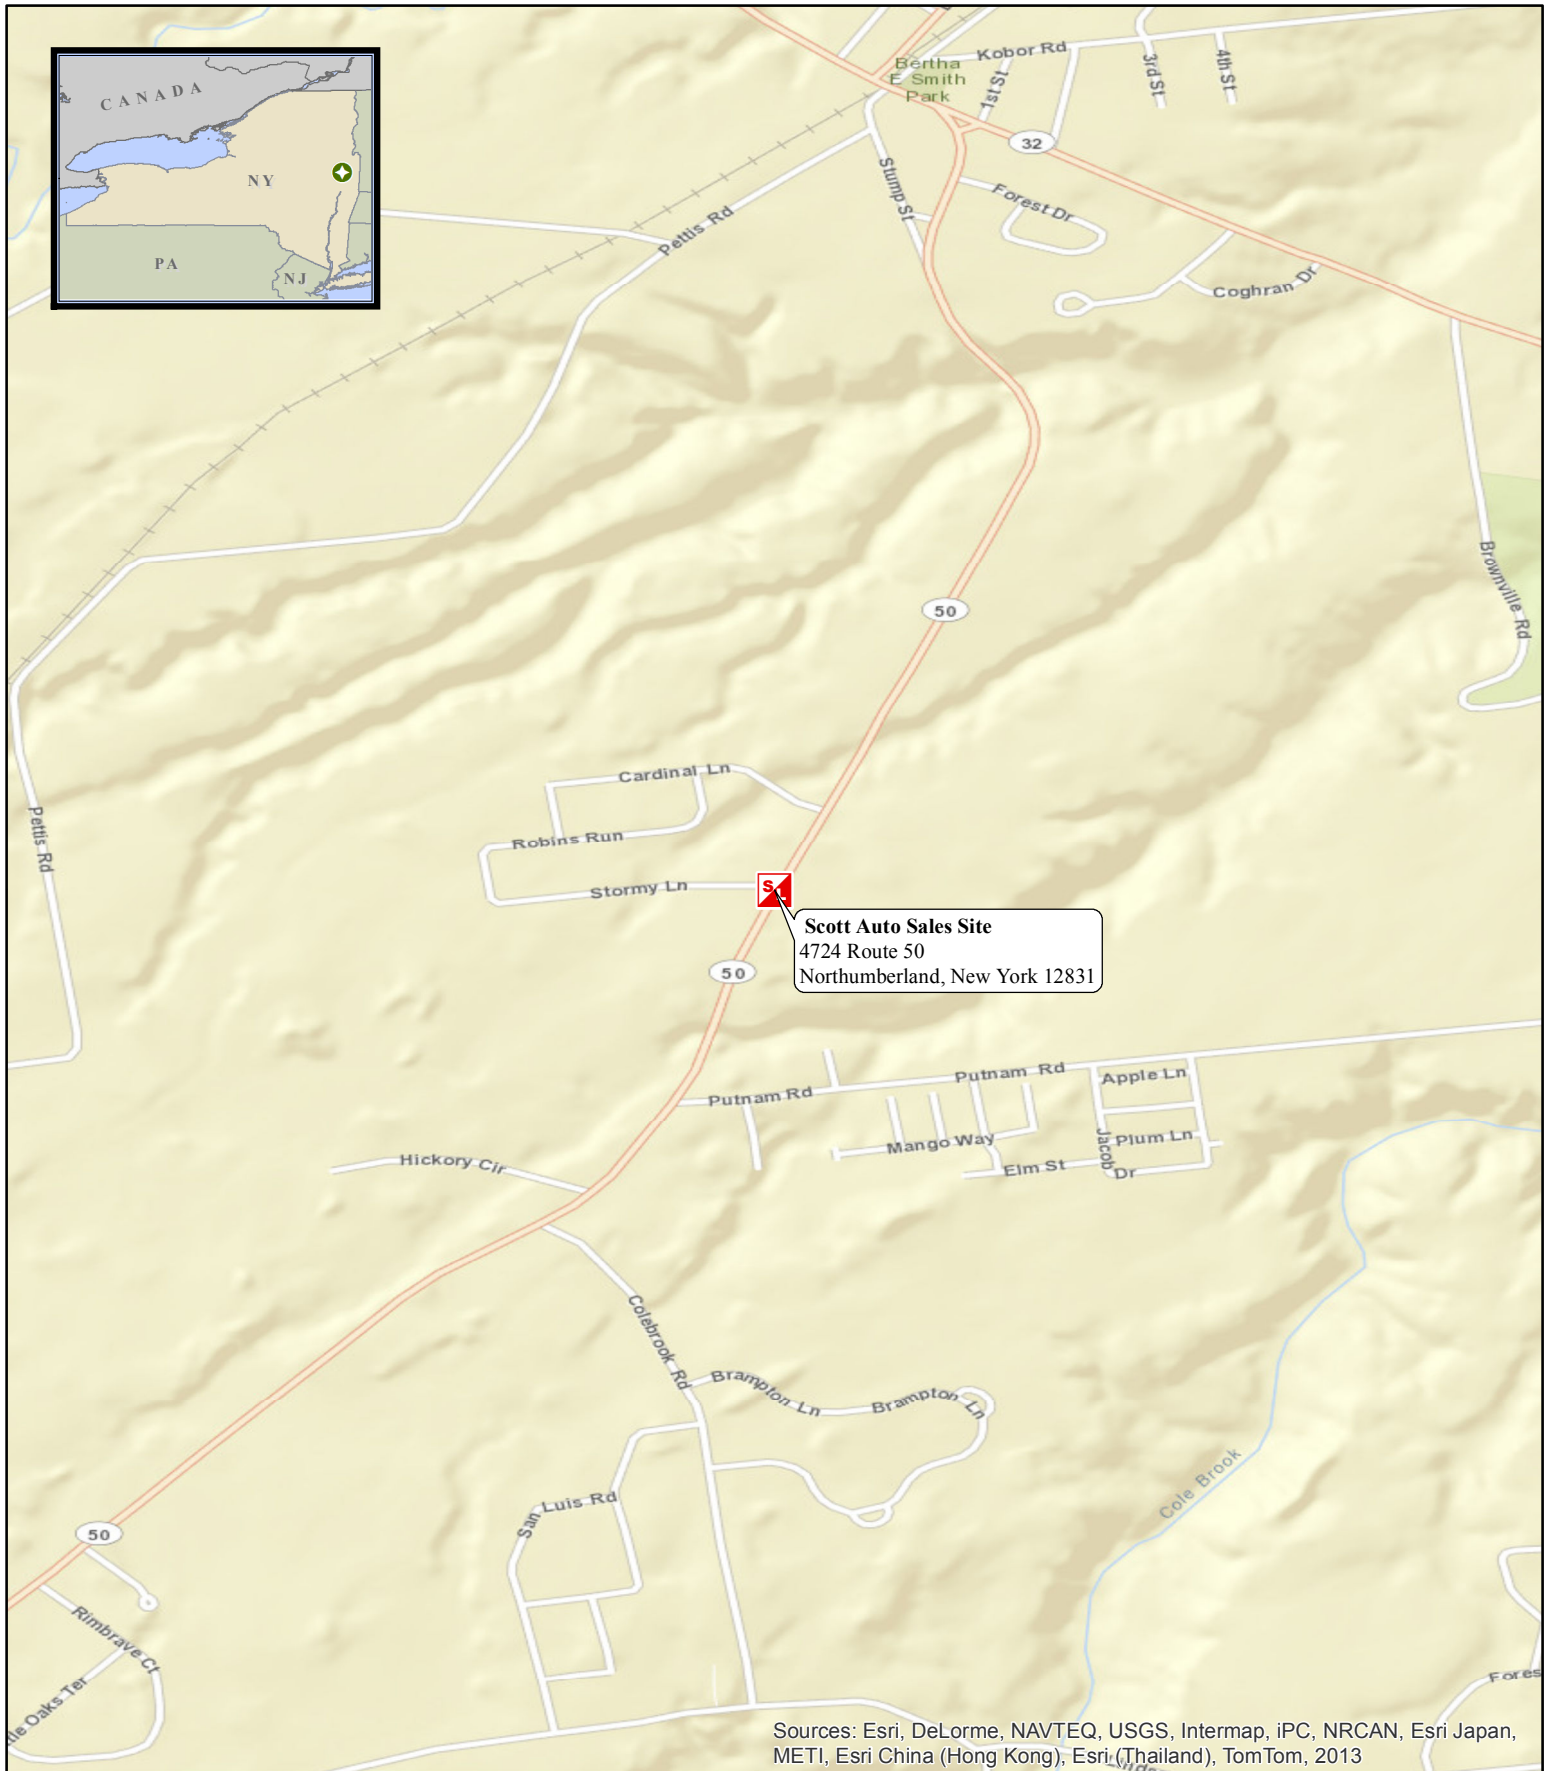 Kobor Rd
Bertha
E Smith
Park
1st St
3rd St
4th St
CANADA
NY
PA
NJ
32
Stump St
Forest Dr
Pettis Rd
Coghran Dr
Brownville Rd
50
Cardinal Ln
Pettis Rd
Robins Run
Stormy Ln
S
L
Scott Auto Sales Site
4724 Route 50
Northumberland, New York 12831
50
Putnam Rd
Putnam Rd
Apple Ln
Mango Way
Jacob Dr
Plum Ln
Elm St
Hickory Cir
Colebrook Rd
Brampton Ln
Brampton Ln
Cole Brook
San Luis Rd
50
Rimbrave Ct
tle Oaks Ter
Fores
Sources: Esri, DeLorme, NAVTEQ, USGS, Intermap, iPC, NRCAN, Esri Japan,
METI, Esri China (Hong Kong), Esri (Thailand), TomTom, 2013